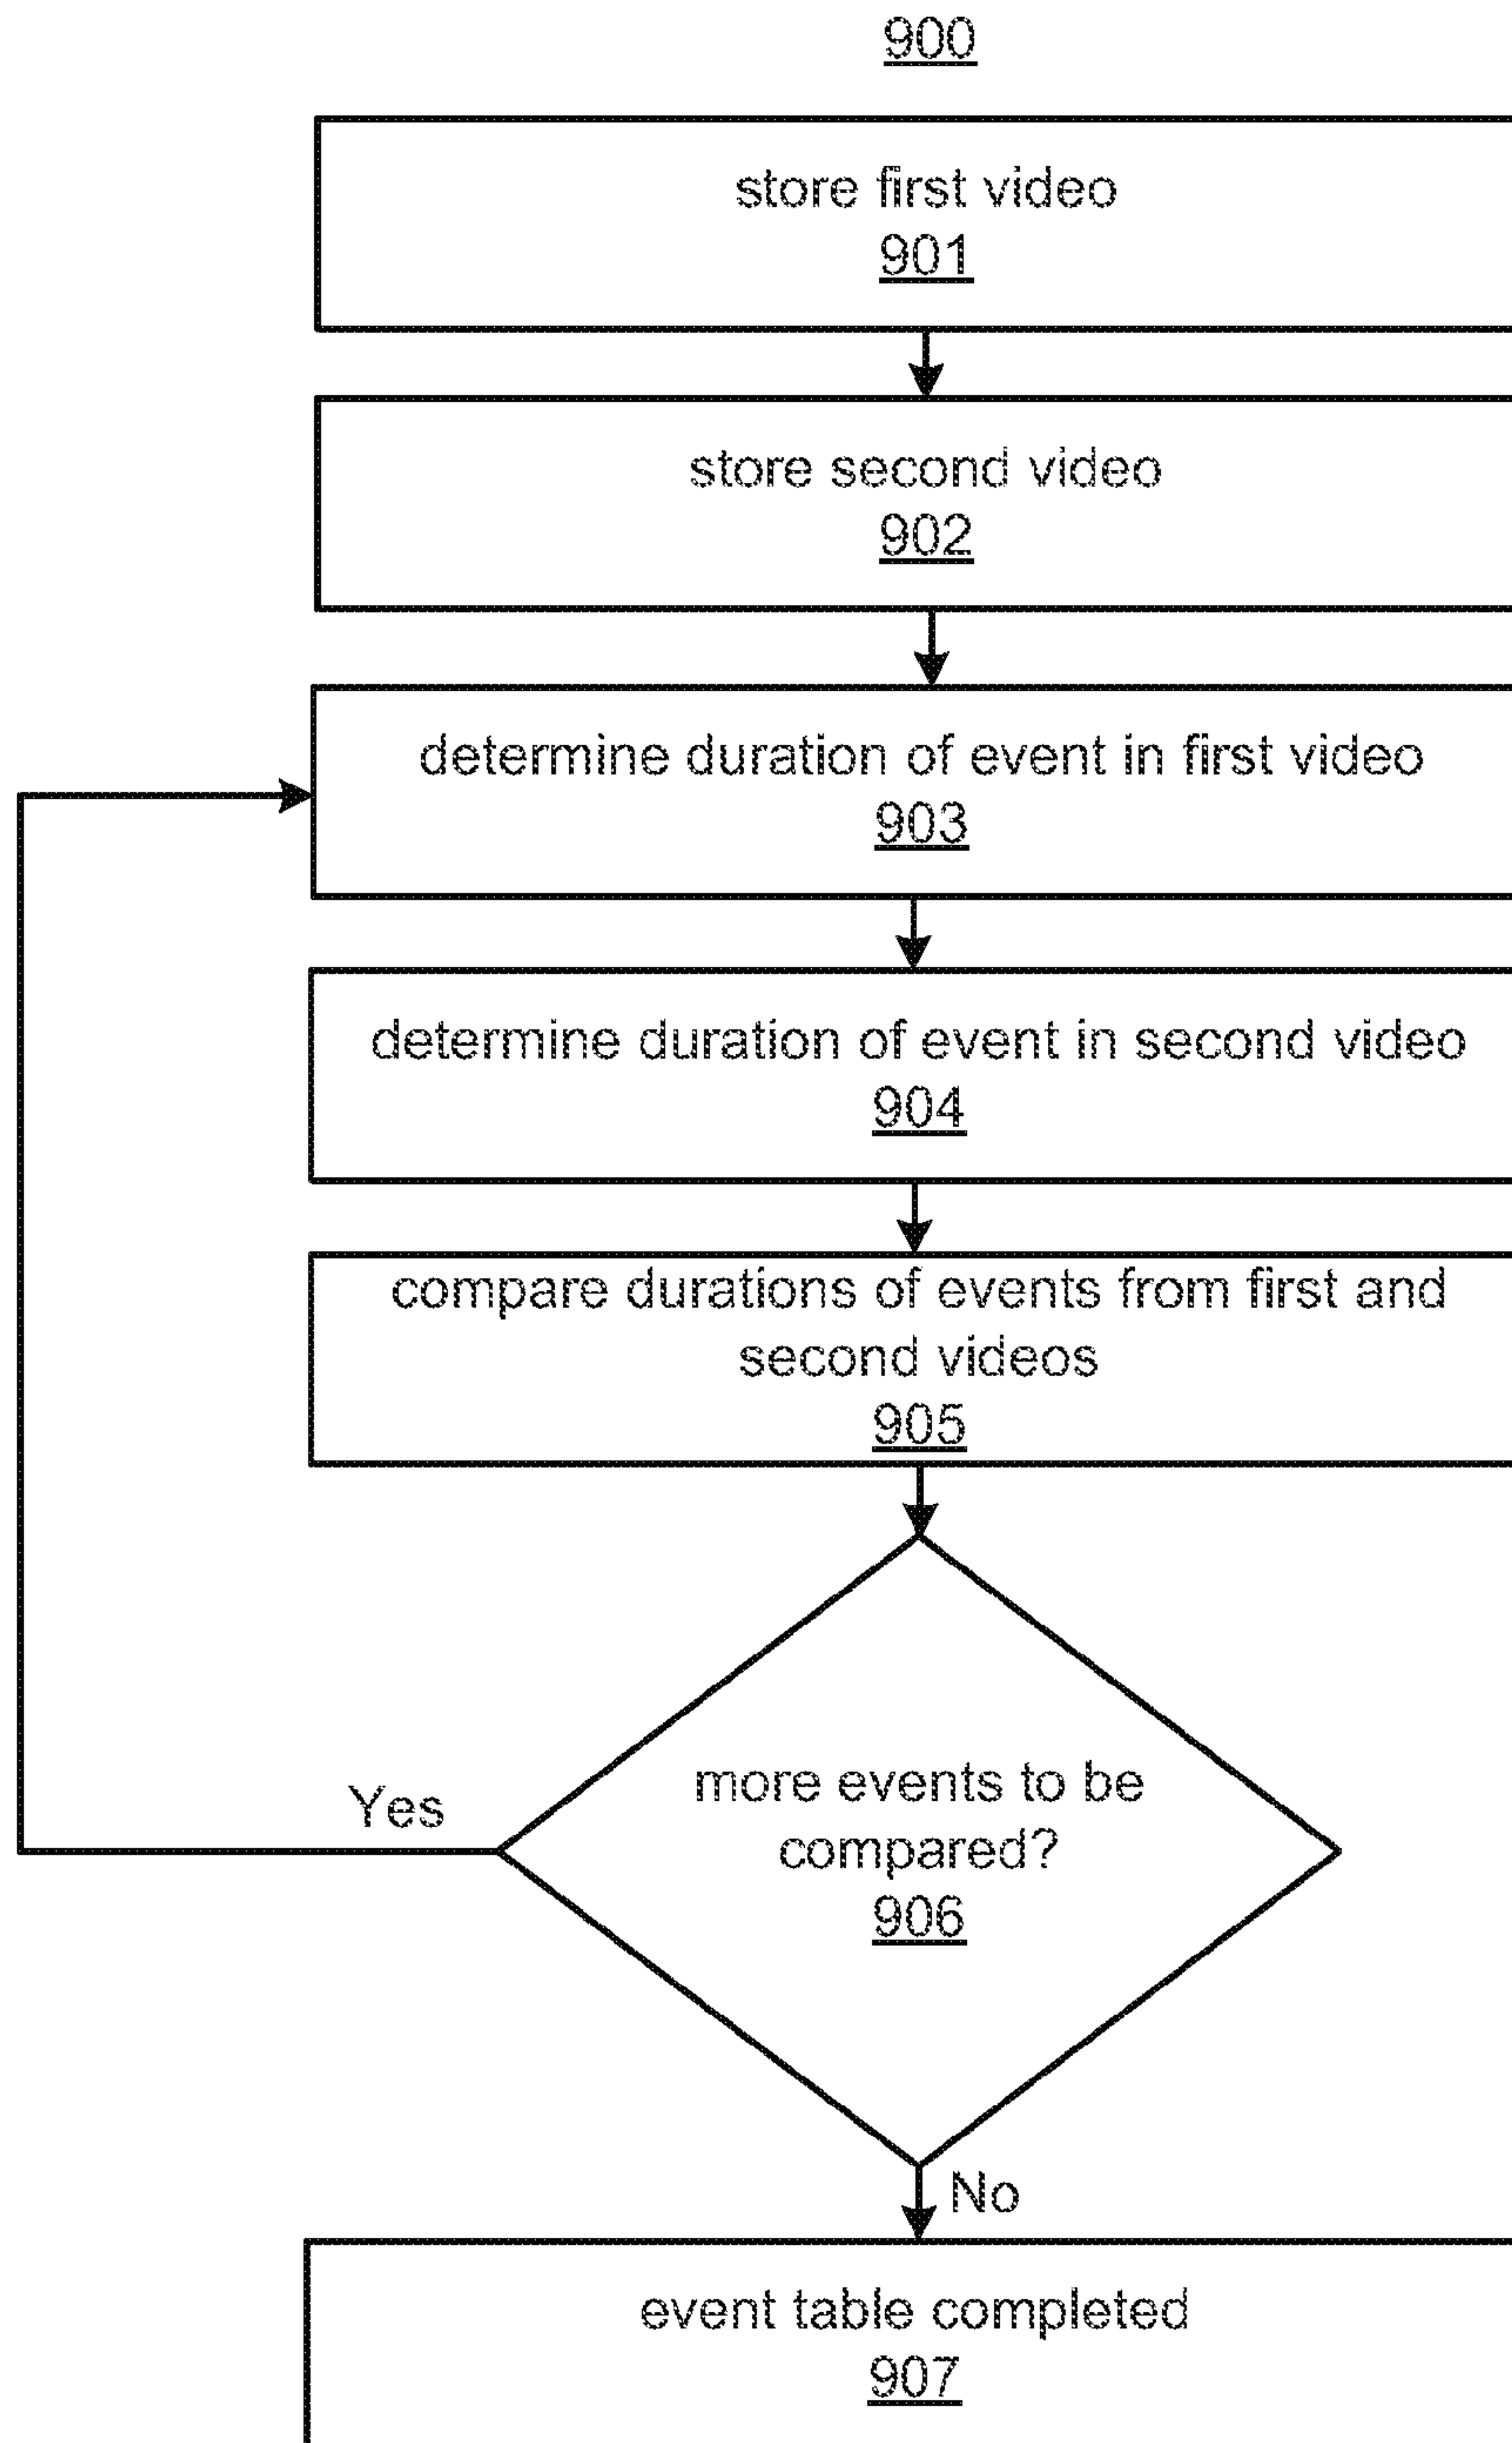 900
store first video
901
store second video
902
determine duration of event in first video
903
determine duration of event in second video
904
compare durations of events from first and
second videos
905
more events to be
compared?
906
Yes
No
event table completed
907